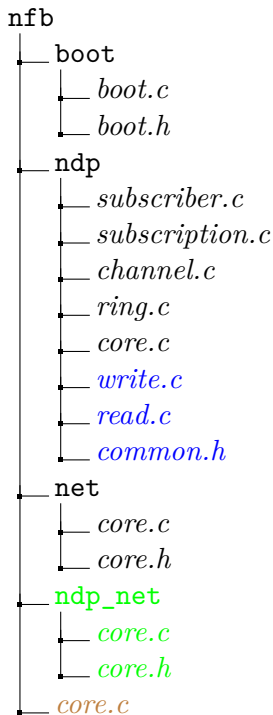 nfb
boot
boot.c
boot.h
ndp
subscriber.c
subscription.c
channel.c
ring.c
core.c
write.c
read.c
common.h
net
core.c
core.h
ndp_net
core.c
core.h
core.c